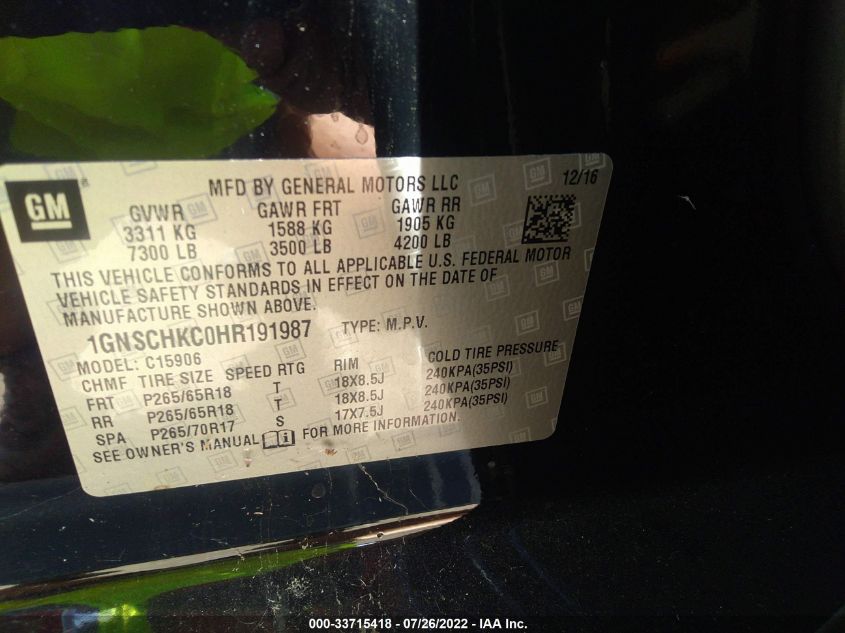 GM
MFD BY GENERAL MOTORS LLC 12/16
GVWR GAWR FRT GAWR RR
3311 KG 1588 KG 1905 KG
7300 LB 3500 LB 4200 LB
THIS VEHICLE CONFORMS TO ALL APPLICABLE U.S. FEDERAL MOTOR
VEHICLE SAFETY STANDARDS IN EFFECT ON THE DATE OF
MANUFACTURE SHOWN ABOVE.
1GNSCHKC0HR191987 TYPE: M.P.V.
MODEL: C15906
CHMF TIRE SIZE SPEED RTG RIM COLD TIRE PRESSURE
FRT P265/65R18 T 18X8.5J 240KPA(35PSI)
RR P265/65R18 T 18X8.5J 240KPA(35PSI)
SPA P265/70R17 S 17X7.5J 240KPA(35PSI)
SEE OWNER'S MANUAL FOR MORE INFORMATION.
000-33715418 - 07/26/2022 - IAA Inc.